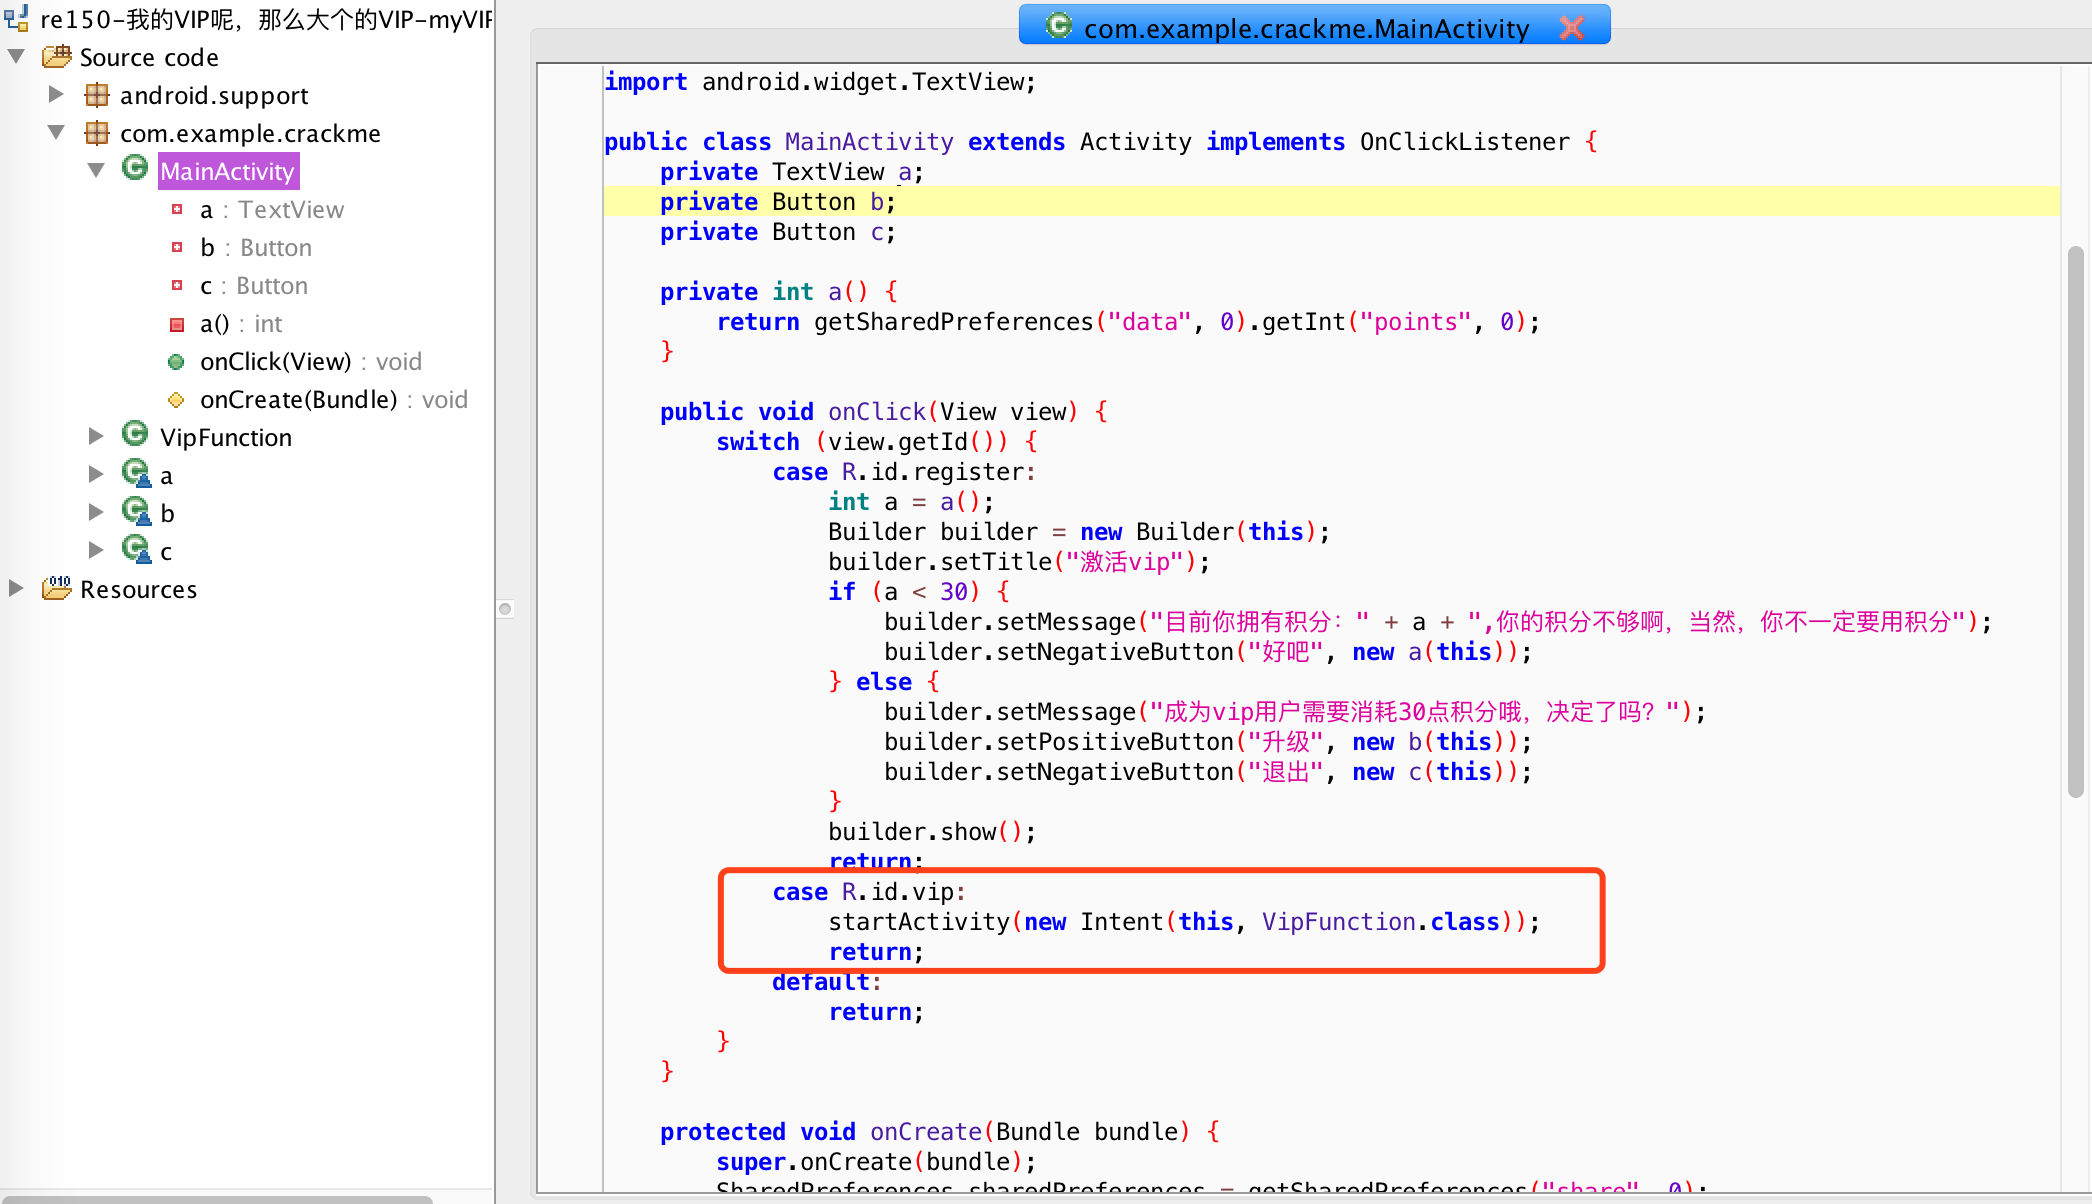 re150-我的VIP呢，那么大个的VIP-myVIP
Source code
android.support
com.example.crackme
MainActivity
a : TextView
b : Button
c : Button
a() : int
onClick(View) : void
onCreate(Bundle) : void
VipFunction
a
b
c
Resources
com.example.crackme.MainActivity
import android.widget.TextView;
public class MainActivity extends Activity implements OnClickListener {
private TextView a;
private Button b;
private Button c;
private int a() {
return getSharedPreferences("data", 0).getInt("points", 0);
}
public void onClick(View view) {
switch (view.getId()) {
case R.id.register:
int a = a();
Builder builder = new Builder(this);
builder.setTitle("激活vip");
if (a < 30) {
builder.setMessage("目前你拥有积分：" + a + ",你的积分不够啊，当然，你不一定要用积分");
builder.setNegativeButton("好吧", new a(this));
} else {
builder.setMessage("成为vip用户需要消耗30点积分哦，决定了吗？");
builder.setPositiveButton("升级", new b(this));
builder.setNegativeButton("退出", new c(this));
}
builder.show();
return;
case R.id.vip:
startActivity(new Intent(this, VipFunction.class));
return;
default:
return;
}
}
protected void onCreate(Bundle bundle) {
super.onCreate(bundle);
SharedPreferences sharedPreferences = getSharedPreferences("share", 0);